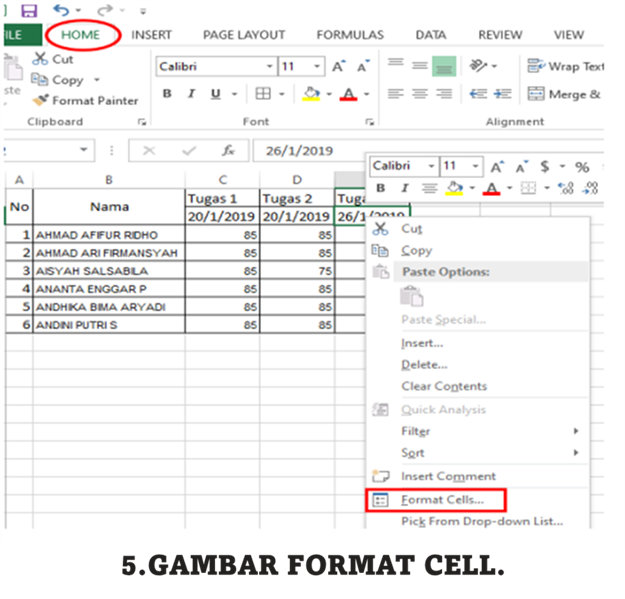 ILE HOME INSERT PAGE LAYOUT FORMULAS DATA REVIEW VIEW
Cut
Calibri 11 A A Wrap Text
ste
Copy
Format Painter
B I U A Merge &
Clipboard Font Alignment
fx 26/1/2019
Calibri 11 A A $ %
B I A
A B C D
No Nama Tugas 1 Tugas 2 Tuga
20/1/2019 20/1/2019 26/1/2019
1 AHMAD AFIFUR RIDHO 85 85
2 AHMAD ARI FIRMANSYAH 85 85
3 AISYAH SALSABILA 85 75
4 ANANTA ENGGAR P 85 85
5 ANDHIKA BIMA ARYADI 85 85
6 ANDINI PUTRI S 85 85
Cut
Copy
Paste Options:
Paste Special...
Insert...
Delete...
Clear Contents
Quick Analysis
Filter
Sort
Insert Comment
Format Cells...
Pick From Drop-down List...
5.GAMBAR FORMAT CELL.